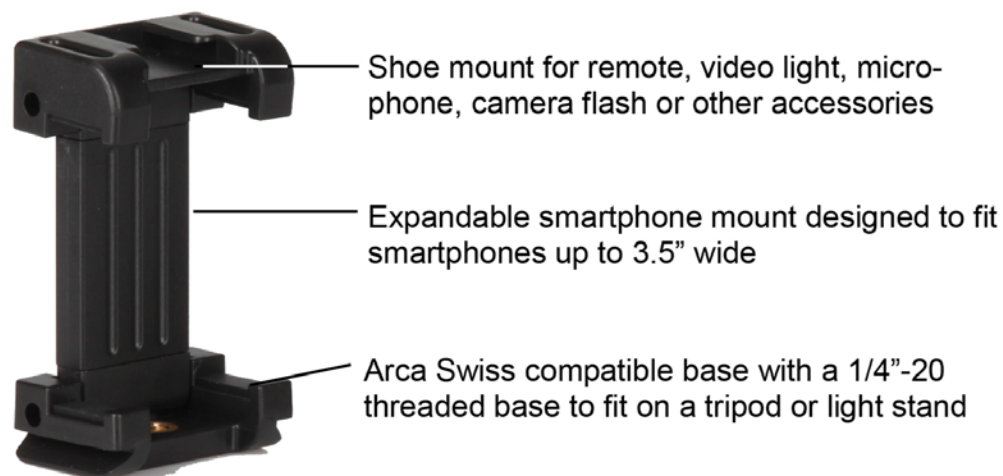 Shoe mount for remote, video light, micro-
phone, camera flash or other accessories
Expandable smartphone mount designed to fit
smartphones up to 3.5” wide
Arca Swiss compatible base with a 1/4”-20
threaded base to fit on a tripod or light stand